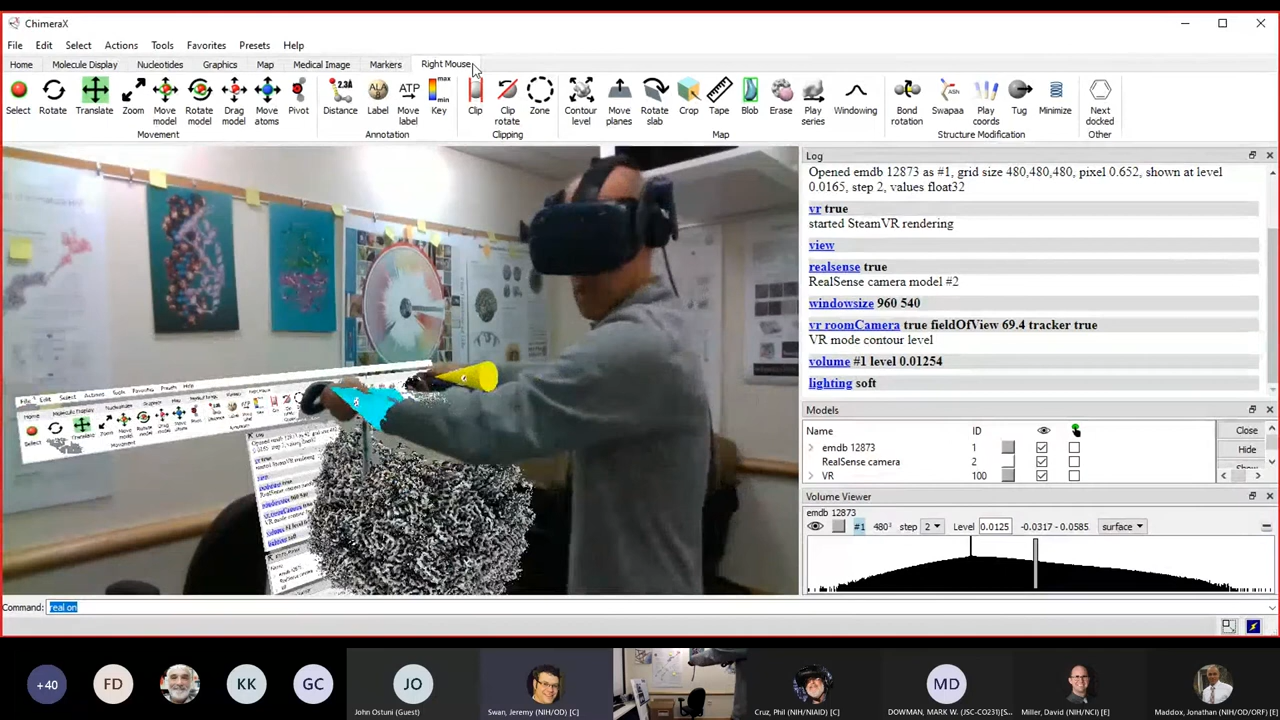 ChimeraX
File Edit Select Actions Tools Favorites Presets Help
Home Molecule Display Nucleotides Graphics Map Medical Image Markers Right Mouse
2.3Å ALU ATP max min ASN
Select Rotate Translate Zoom Move model Rotate model Drag model Move atoms Pivot Distance Label Move label Key Clip Clip rotate Zone Contour level Move planes Rotate slab Crop Tape Blob Erase Play series Windowing Bond rotation Swapaa Play coords Tug Minimize Next docked
Movement Annotation Clipping Map Structure Modification Other
Log
Opened emdb 12873 as #1, grid size 480,480,480, pixel 0.652, shown at level
0.0165, step 2, values float32
vr true
started SteamVR rendering
view
realsense true
RealSense camera model #2
windowsize 960 540
vr roomCamera true fieldOfView 69.4 tracker true
VR mode contour level
volume #1 level 0.01254
lighting soft
Models
Name ID
emdb 12873 1
RealSense camera 2
VR 100
Close
Hide
Volume Viewer
emdb 12873
#1 480³ step 2 Level 0.0125 -0.0317 - 0.0585 surface
Command: real on
+40 FD KK GC JO MD
John Ostuni (Guest) Swan, Jeremy (NIH/OD) [C] Cruz, Phil (NIH/NIAID) [C] DOWMAN, MARK W. (JSC-CO231)[S Miller, David (NIH/NCI) [E] Maddox, Jonathan (NIH/OD/ORF) [E]